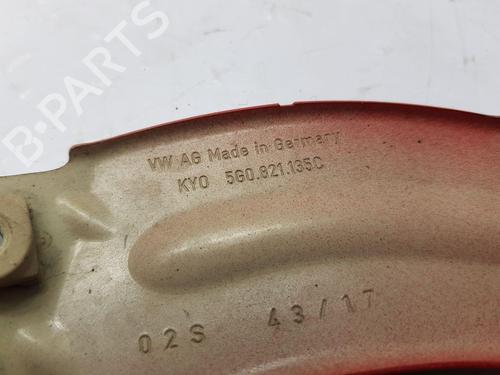 B-PARTS
VW AG Made in Germany
KYO 5G0.821.135C
02S 43/17